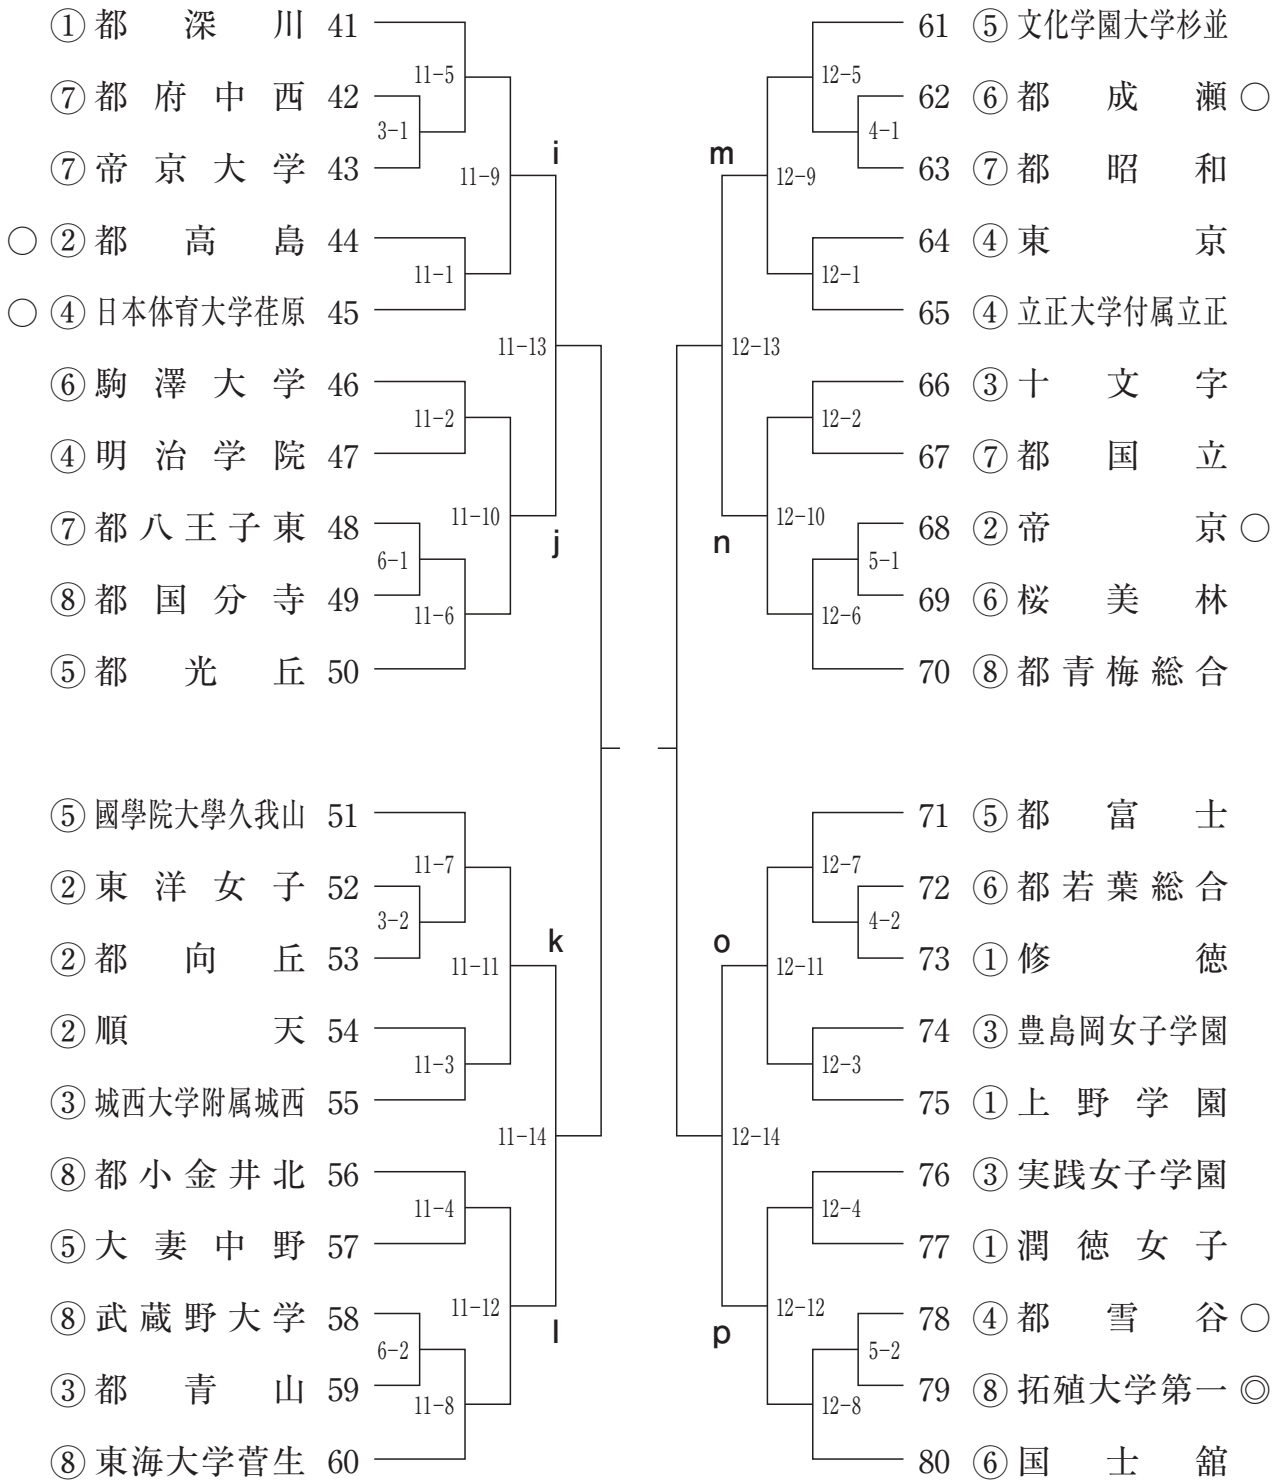 ① 都深川 41
11-5
⑦ 都府中西 42
3-1
⑦ 帝京大学 43
i
11-9
○ ② 都高島 44
11-1
○ ④ 日本体育大学荏原 45
11-13
⑥ 駒澤大学 46
11-2
④ 明治学院 47
11-10
j
⑦ 都八王子東 48
6-1
⑧ 都国分寺 49
11-6
⑤ 都光丘 50
⑤ 國學院大學久我山 51
11-7
② 東洋女子 52
3-2
② 都向丘 53
k
11-11
② 順天 54
11-3
③ 城西大学附属城西 55
11-14
⑧ 都小金井北 56
11-4
⑤ 大妻中野 57
11-12
l
⑧ 武蔵野大学 58
6-2
③ 都青山 59
11-8
⑧ 東海大学菅生 60
61 ⑤ 文化学園大学杉並
12-5
62 ⑥ 都成瀬 ○
4-1
63 ⑦ 都昭和
m
12-9
64 ④ 東京
12-1
65 ④ 立正大学付属立正
12-13
66 ③ 十文字
12-2
67 ⑦ 都国立
12-10
n
68 ② 帝京 ○
5-1
69 ⑥ 桜美林
12-6
70 ⑧ 都青梅総合
71 ⑤ 都富士
12-7
72 ⑥ 都若葉総合
4-2
73 ① 修徳
o
12-11
74 ③ 豊島岡女子学園
12-3
75 ① 上野学園
12-14
76 ③ 実践女子学園
12-4
77 ① 潤徳女子
12-12
p
78 ④ 都雪谷 ○
5-2
79 ⑧ 拓殖大学第一 ◎
12-8
80 ⑥ 国士舘